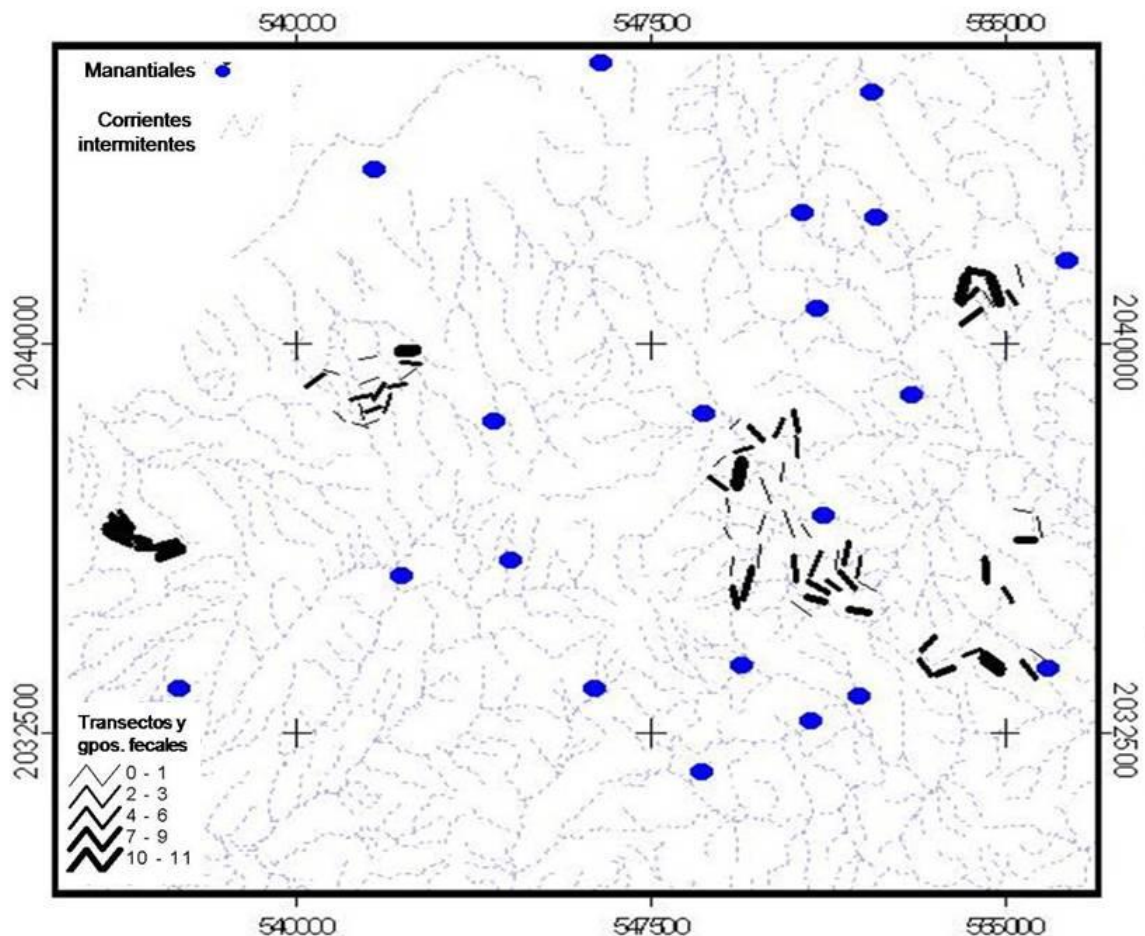 540000 547500 555000
Manantiales
Corrientes
intermitentes
2040000 2040000
2032500 2032500
Transectos y
gpos. fecales
0 - 1
2 - 3
4 - 6
7 - 9
10 - 11
540000 547500 555000